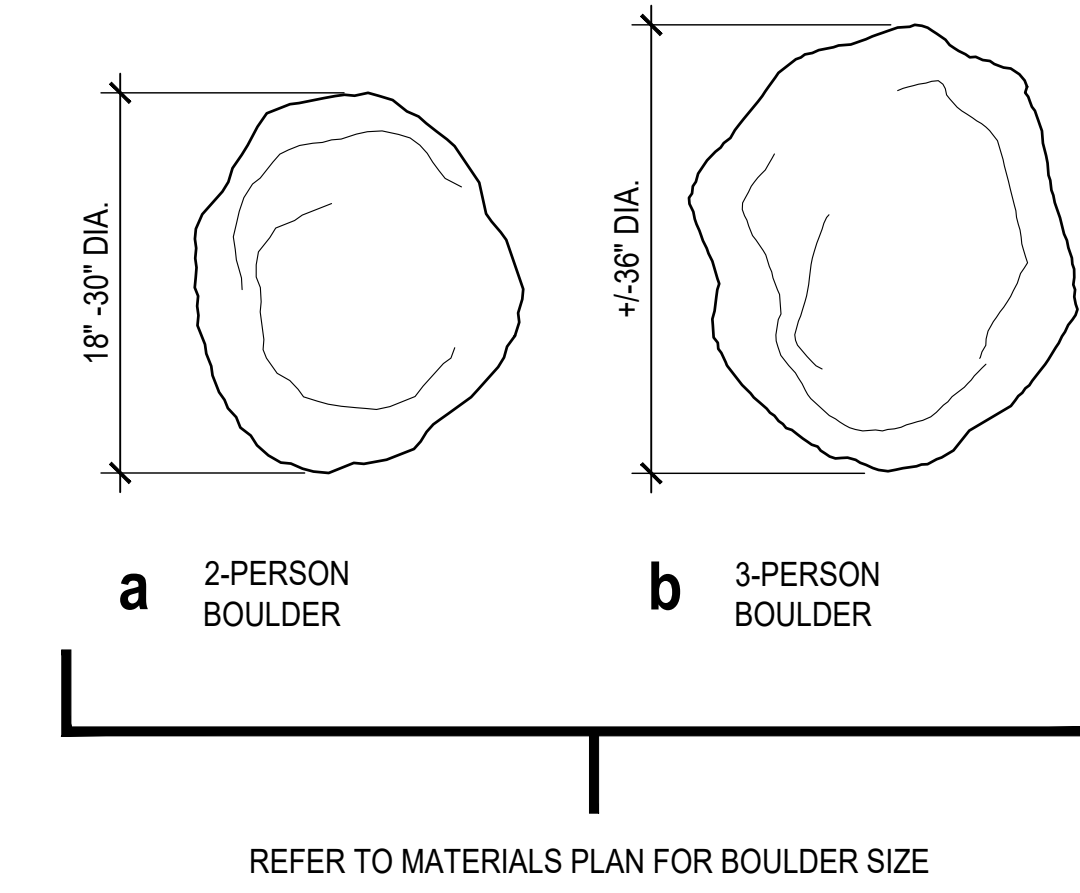 18" -30" DIA.
+/-36" DIA.
a
2-PERSON
BOULDER
b
3-PERSON
BOULDER
REFER TO MATERIALS PLAN FOR BOULDER SIZE